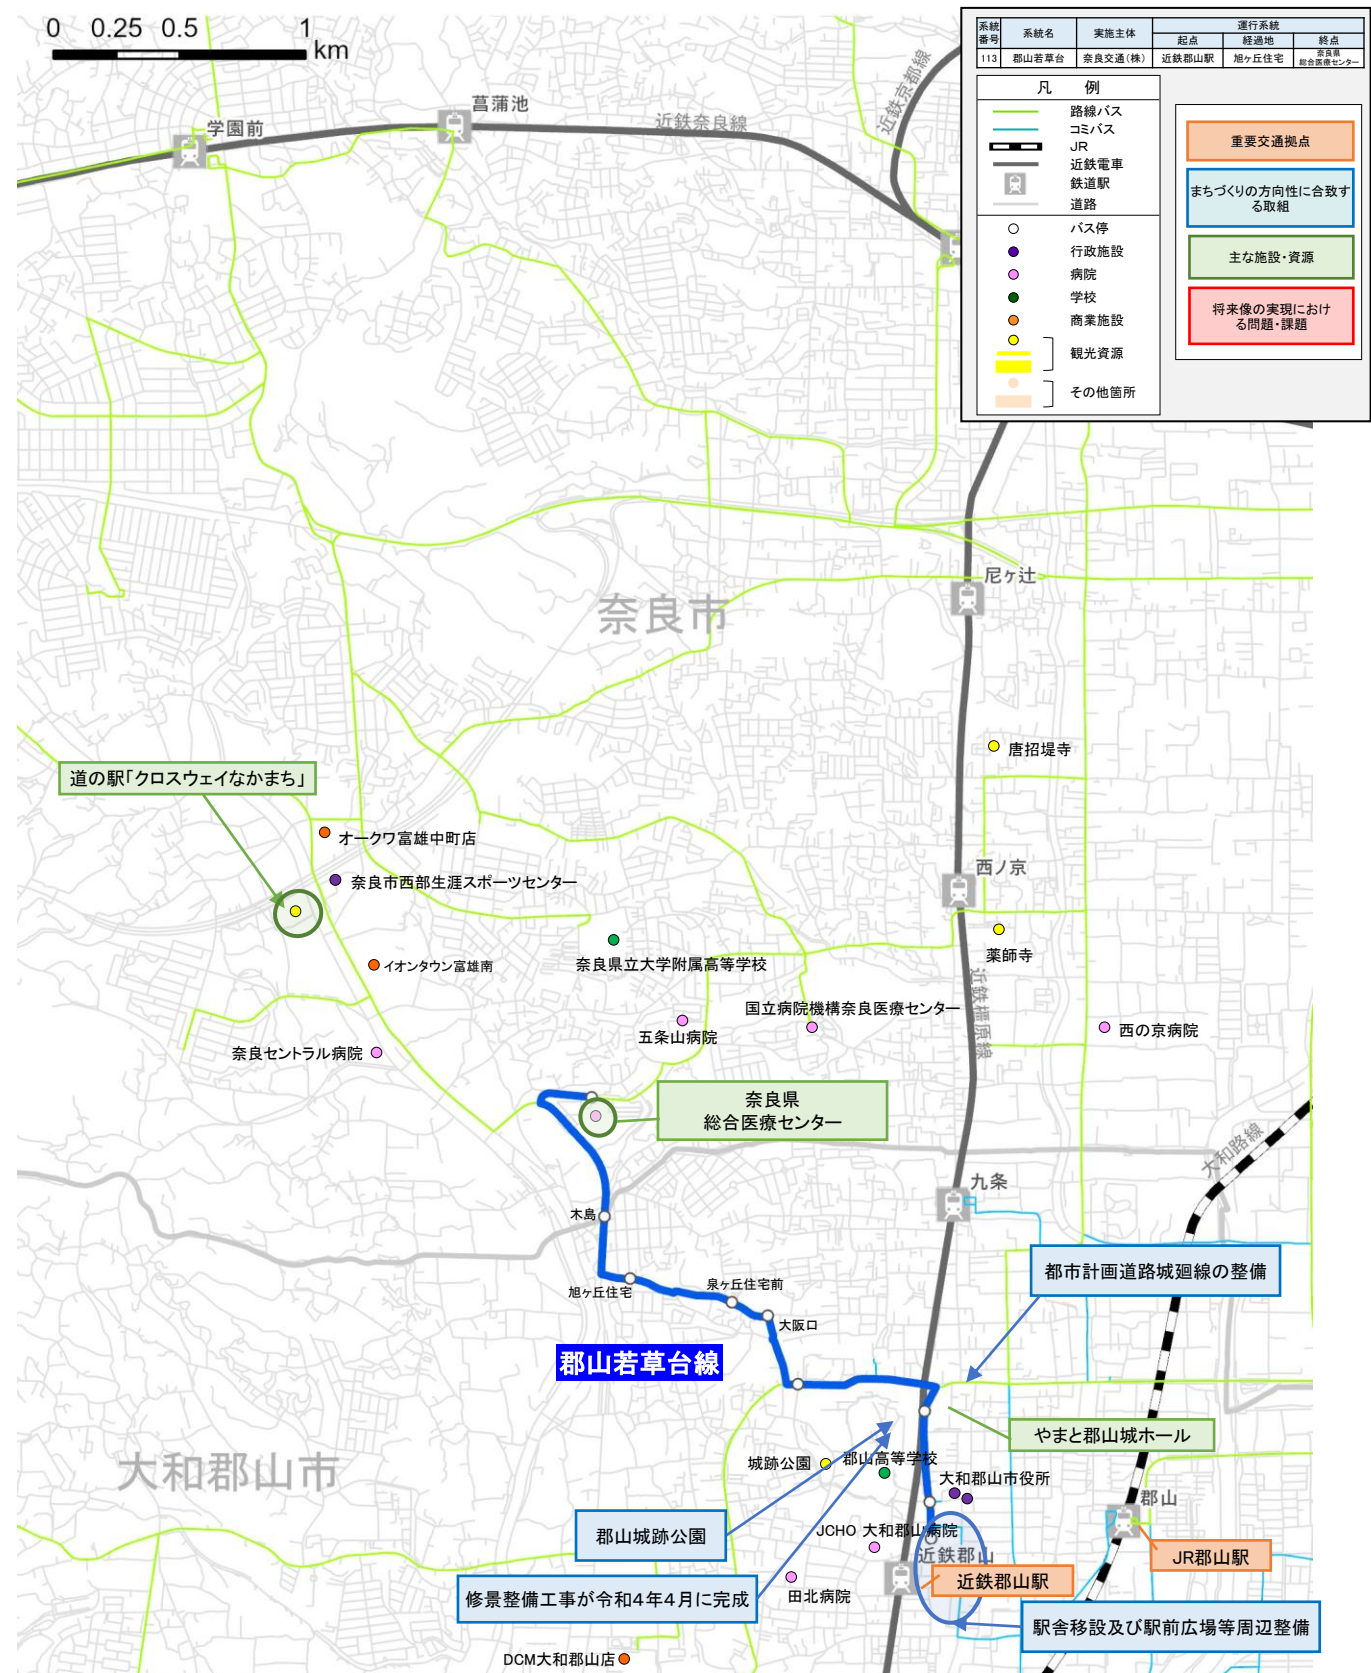 0 0.25 0.5 1
km
系統番号 系統名 実施主体 運行系統
起点 経過地 終点
113 郡山若草台 奈良交通(株) 近鉄郡山駅 旭ヶ丘住宅 奈良県総合医療センター
凡 例
路線バス
コミバス
JR
近鉄電車
鉄道駅
道路
バス停
行政施設
病院
学校
商業施設
観光資源
その他箇所
重要交通拠点
まちづくりの方向性に合致す
る取組
主な施設・資源
将来像の実現におけ
る問題・課題
菖蒲池
学園前
近鉄奈良線
近鉄京都線
尼ヶ辻
奈良市
唐招堤寺
道の駅「クロスウェイなかまち」
オークワ富雄中町店
西ノ京
奈良市西部生涯スポーツセンター
薬師寺
イオンタウン富雄南
奈良県立大学附属高等学校
近鉄橿原線
国立病院機構奈良医療センター
西の京病院
五条山病院
奈良セントラル病院
奈良県
総合医療センター
大和路線
九条
木島
都市計画道路城廻線の整備
旭ヶ丘住宅
泉ヶ丘住宅前
大阪口
郡山若草台線
やまと郡山城ホール
大和郡山市
城跡公園
郡山高等学校
大和郡山市役所
郡山
郡山城跡公園
JCHO 大和郡山病院
近鉄郡山
JR郡山駅
近鉄郡山駅
修景整備工事が令和4年4月に完成
田北病院
駅舎移設及び駅前広場等周辺整備
DCM大和郡山店